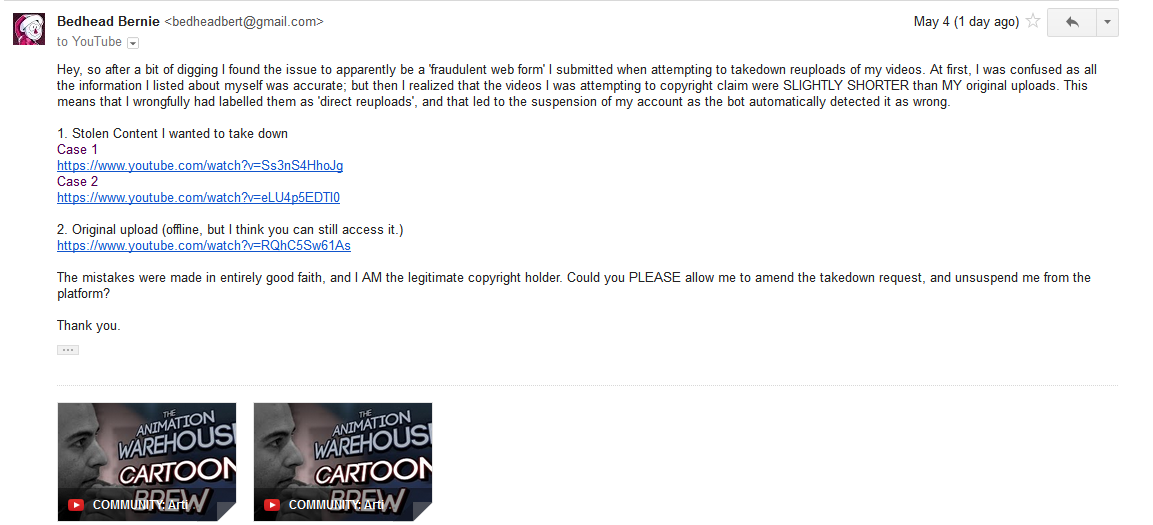 Bedhead Bernie <bedheadbert@gmail.com>
May 4 (1 day ago)
to YouTube
Hey, so after a bit of digging I found the issue to apparently be a 'fraudulent web form' I submitted when attempting to takedown reuploads of my videos. At first, I was confused as all
the information I listed about myself was accurate; but then I realized that the videos I was attempting to copyright claim were SLIGHTLY SHORTER than MY original uploads. This
means that I wrongfully had labelled them as 'direct reuploads', and that led to the suspension of my account as the bot automatically detected it as wrong.
1. Stolen Content I wanted to take down
Case 1
https://www.youtube.com/watch?v=Ss3nS4HhoJg
Case 2
https://www.youtube.com/watch?v=eLU4p5EDTl0
2. Original upload (offline, but I think you can still access it.)
https://www.youtube.com/watch?v=RQhC5Sw61As
The mistakes were made in entirely good faith, and I AM the legitimate copyright holder. Could you PLEASE allow me to amend the takedown request, and unsuspend me from the
platform?
Thank you.
THE
ANIMATION
WAREHOUS
CARTOON
BREW
COMMUNITY: Arti
THE
ANIMATION
WAREHOUS
CARTOON
BREW
COMMUNITY: Arti